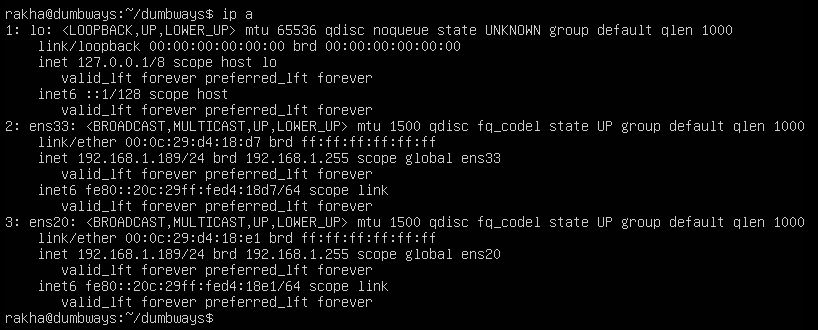 rakha@dumbways:~/dumbways$ ip a
1: lo: <LOOPBACK,UP,LOWER_UP> mtu 65536 qdisc noqueue state UNKNOWN group default qlen 1000
    link/loopback 00:00:00:00:00:00 brd 00:00:00:00:00:00
    inet 127.0.0.1/8 scope host lo
       valid_lft forever preferred_lft forever
    inet6 ::1/128 scope host
       valid_lft forever preferred_lft forever
2: ens33: <BROADCAST,MULTICAST,UP,LOWER_UP> mtu 1500 qdisc fq_codel state UP group default qlen 1000
    link/ether 00:0c:29:d4:18:d7 brd ff:ff:ff:ff:ff:ff
    inet 192.168.1.189/24 brd 192.168.1.255 scope global ens33
       valid_lft forever preferred_lft forever
    inet6 fe80::20c:29ff:fed4:18d7/64 scope link
       valid_lft forever preferred_lft forever
3: ens20: <BROADCAST,MULTICAST,UP,LOWER_UP> mtu 1500 qdisc fq_codel state UP group default qlen 1000
    link/ether 00:0c:29:d4:18:e1 brd ff:ff:ff:ff:ff:ff
    inet 192.168.1.189/24 brd 192.168.1.255 scope global ens20
       valid_lft forever preferred_lft forever
    inet6 fe80::20c:29ff:fed4:18e1/64 scope link
       valid_lft forever preferred_lft forever
rakha@dumbways:~/dumbways$